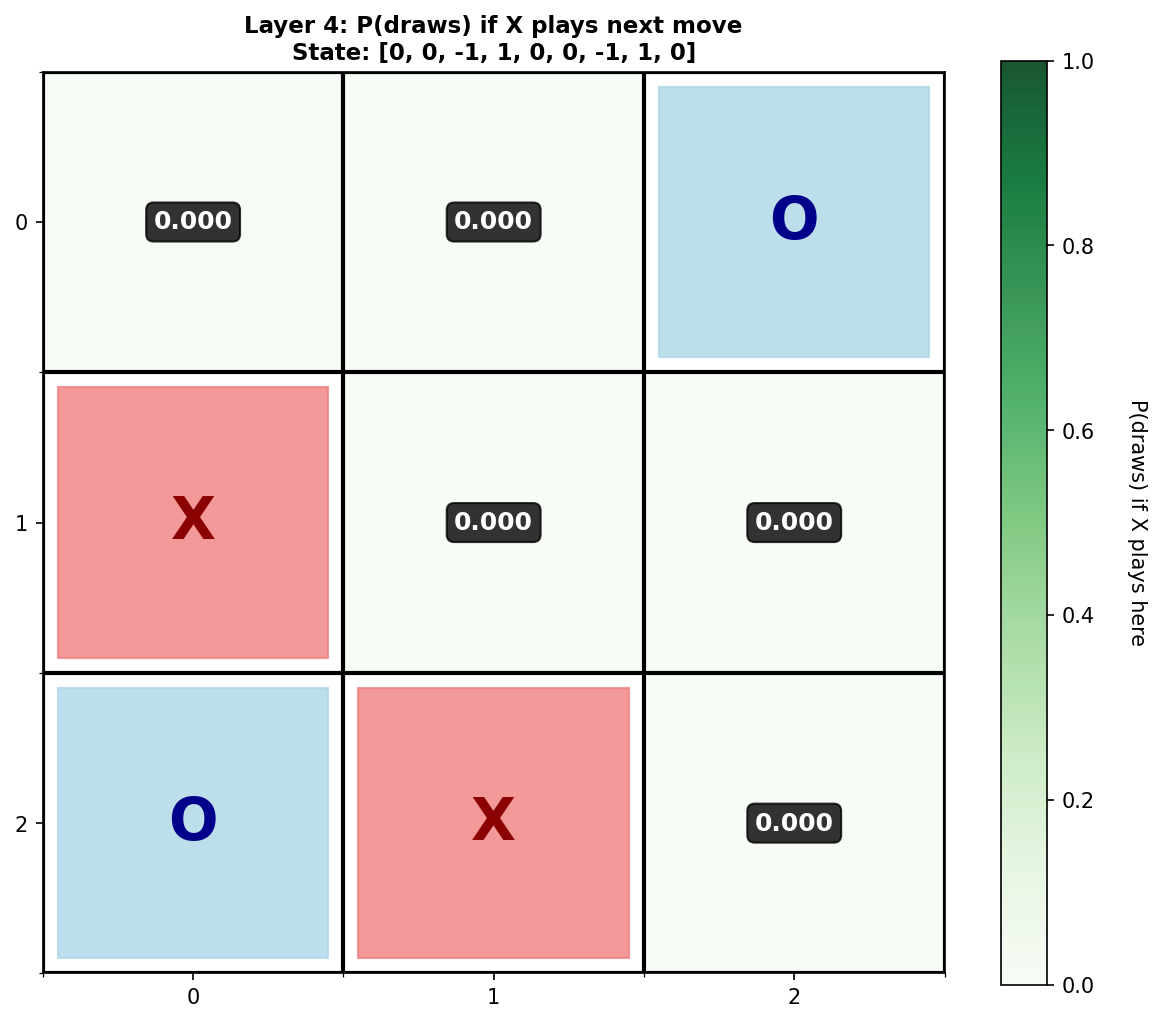 Layer 4: P(draws) if X plays next move
State: [0, 0, -1, 1, 0, 0, -1, 1, 0]
0
0.000
0.000
O
1
X
0.000
0.000
2
O
X
0.000
0
1
2
1.0
0.8
0.6
0.4
0.2
0.0
P(draws) if X plays here